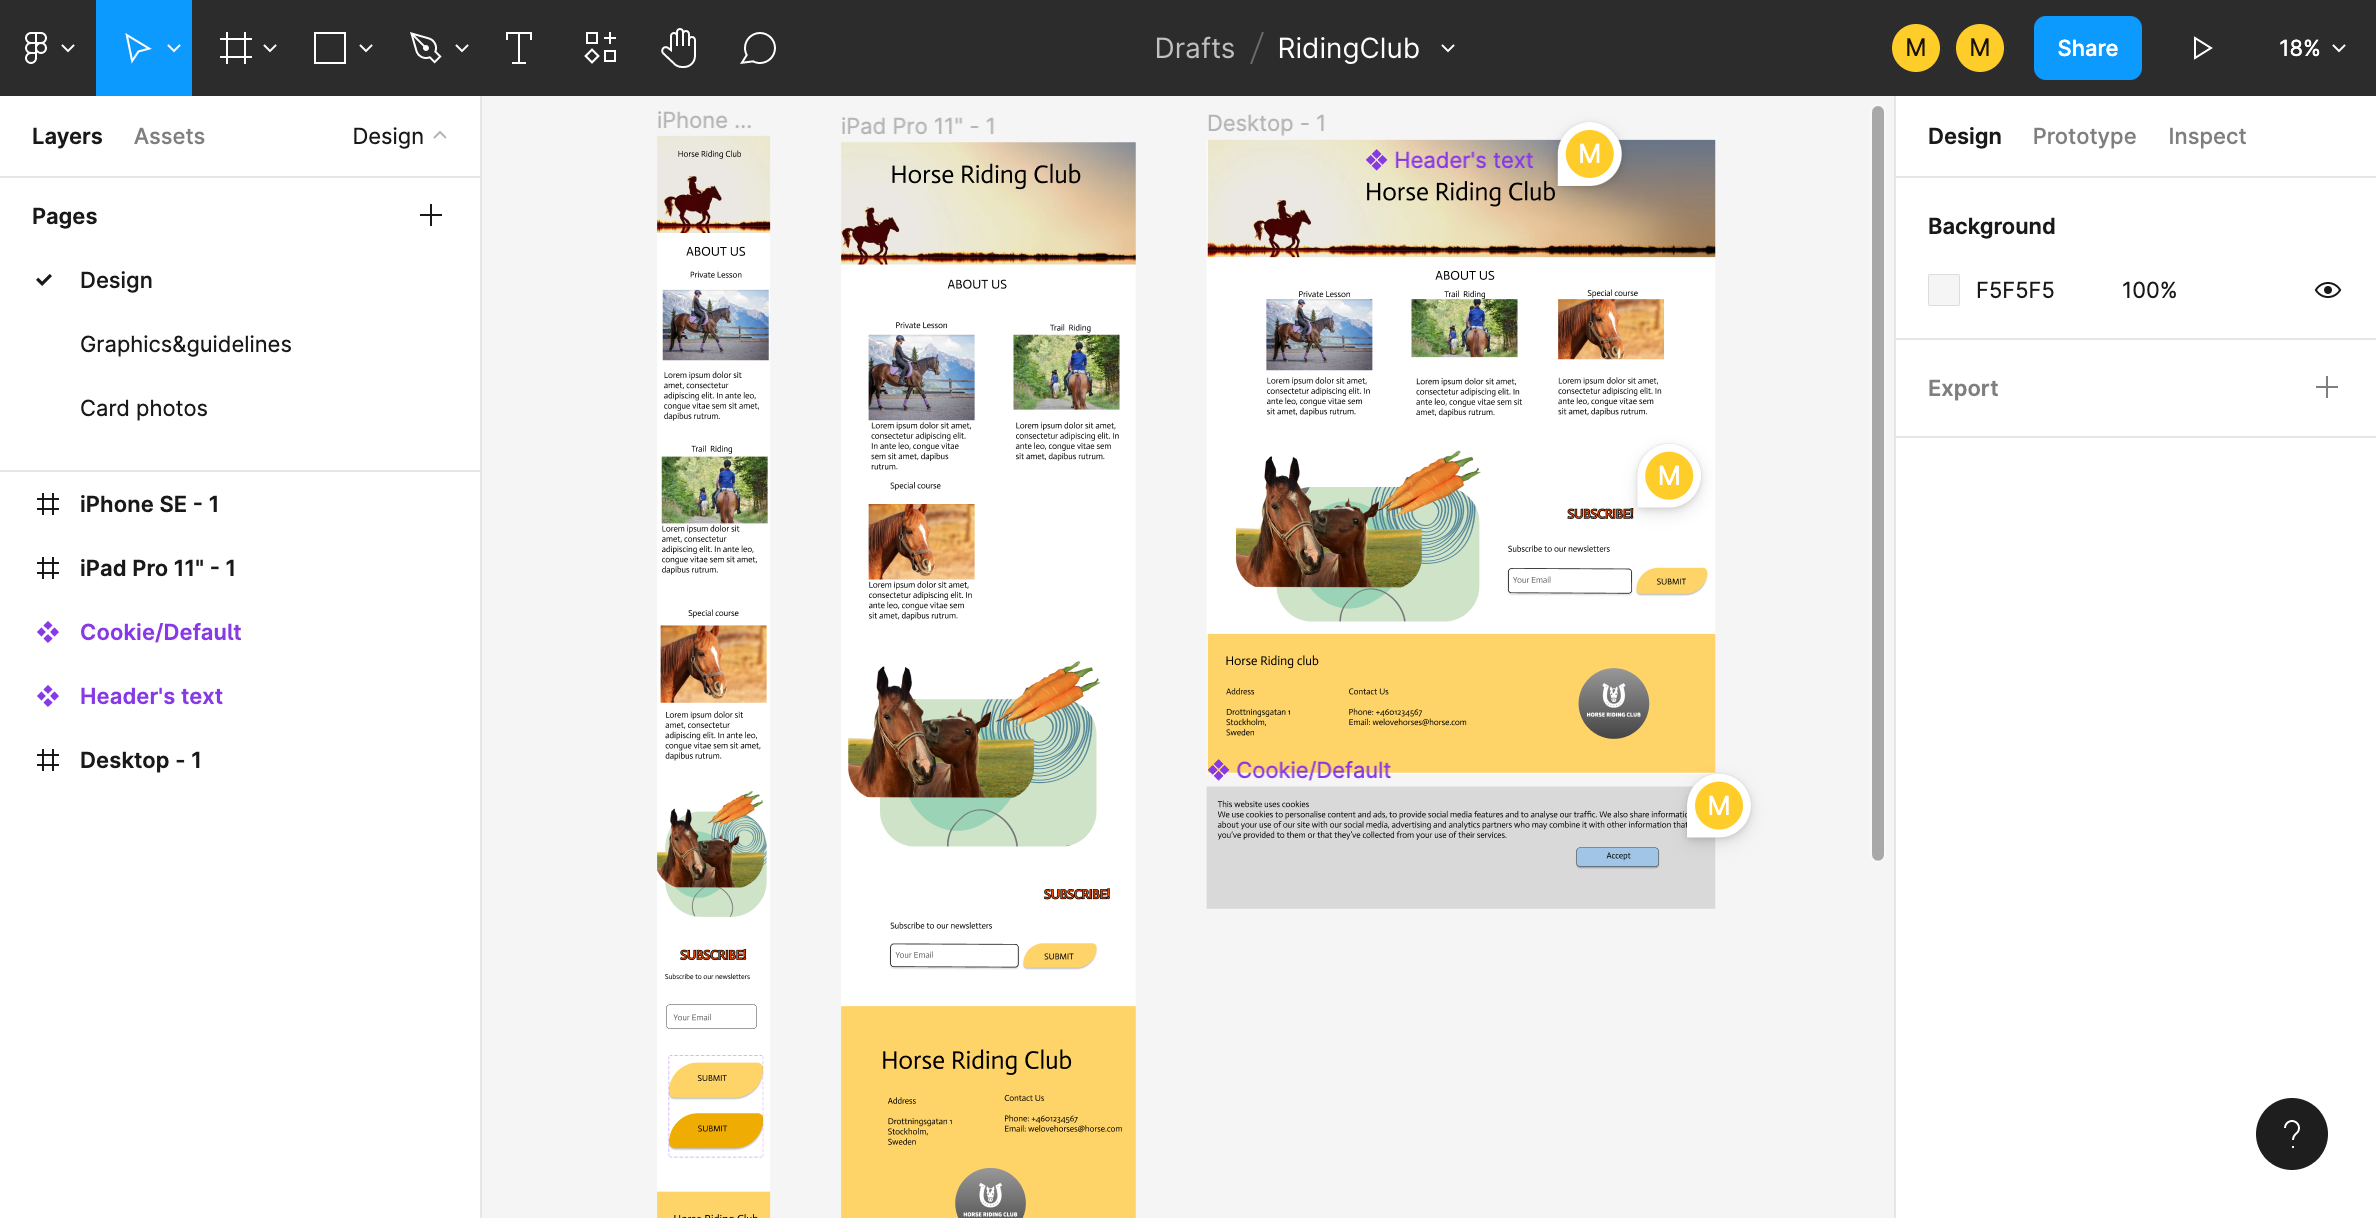 Drafts / RidingClub
M
M
Share
18%
Layers
Assets
Design
Pages
Design
Graphics&guidelines
Card photos
iPhone SE - 1
iPad Pro 11" - 1
Cookie/Default
Header's text
Desktop - 1
iPhone ...
Horse Riding Club
ABOUT US
Private Lesson
Lorem ipsum dolor sit
amet, consectetur
adipiscing elit. In ante leo,
congue vitae sem sit amet,
dapibus rutrum.
Trail Riding
Lorem ipsum dolor sit
amet, consectetur
adipiscing elit. In ante leo,
congue vitae sem sit amet,
dapibus rutrum.
Special course
Lorem ipsum dolor sit
amet, consectetur
adipiscing elit. In ante leo,
congue vitae sem sit amet,
dapibus rutrum.
SUBSCRIBE!
Subscribe to our newsletters
Your Email
SUBMIT
SUBMIT
Horse Riding Club
iPad Pro 11" - 1
Horse Riding Club
ABOUT US
Private Lesson
Lorem ipsum dolor sit amet,
consectetur adipiscing elit.
In ante leo, congue vitae
sem sit amet, dapibus
rutrum.
Trail Riding
Lorem ipsum dolor sit amet,
consectetur adipiscing elit. In
ante leo, congue vitae sem
sit amet, dapibus rutrum.
Special course
Lorem ipsum dolor sit amet,
consectetur adipiscing elit. In
ante leo, congue vitae sem
sit amet, dapibus rutrum.
SUBSCRIBE!
Subscribe to our newsletters
Your Email
SUBMIT
Horse Riding Club
Address
Drottningsgatan 1
Stockholm,
Sweden
Contact Us
Phone: +4601234567
Email: welovehorses@horse.com
HORSE RIDING CLUB
Desktop - 1
Header's text
M
Horse Riding Club
ABOUT US
Private Lesson
Lorem ipsum dolor sit amet,
consectetur adipiscing elit. In
ante leo, congue vitae sem
sit amet, dapibus rutrum.
Trail Riding
Lorem ipsum dolor sit amet,
consectetur adipiscing elit. In
ante leo, congue vitae sem
sit amet, dapibus rutrum.
Special course
Lorem ipsum dolor sit amet,
consectetur adipiscing elit. In
ante leo, congue vitae sem
sit amet, dapibus rutrum.
M
SUBSCRIBE!
Subscribe to our newsletters
Your Email
SUBMIT
Horse Riding club
Address
Drottningsgatan 1
Stockholm,
Sweden
Contact Us
Phone: +4601234567
Email: welovehorses@horse.com
HORSE RIDING CLUB
Cookie/Default
M
This website uses cookies
We use cookies to personalise content and ads, to provide social media features and to analyse our traffic. We also share
about your use of our site with our social media, advertising and analytics partners who may combine it with other information that
you've provided to them or that they've collected from your use of their services.
Accept
Design
Prototype
Inspect
Background
F5F5F5
100%
Export
?